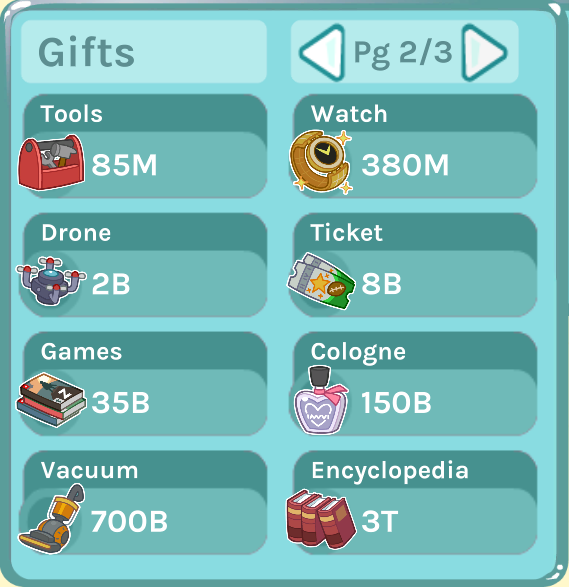 Gifts
Pg 2/3
Tools
85M
Watch
380M
Drone
2B
Ticket
8B
Games
35B
Cologne
150B
Vacuum
700B
Encyclopedia
3T